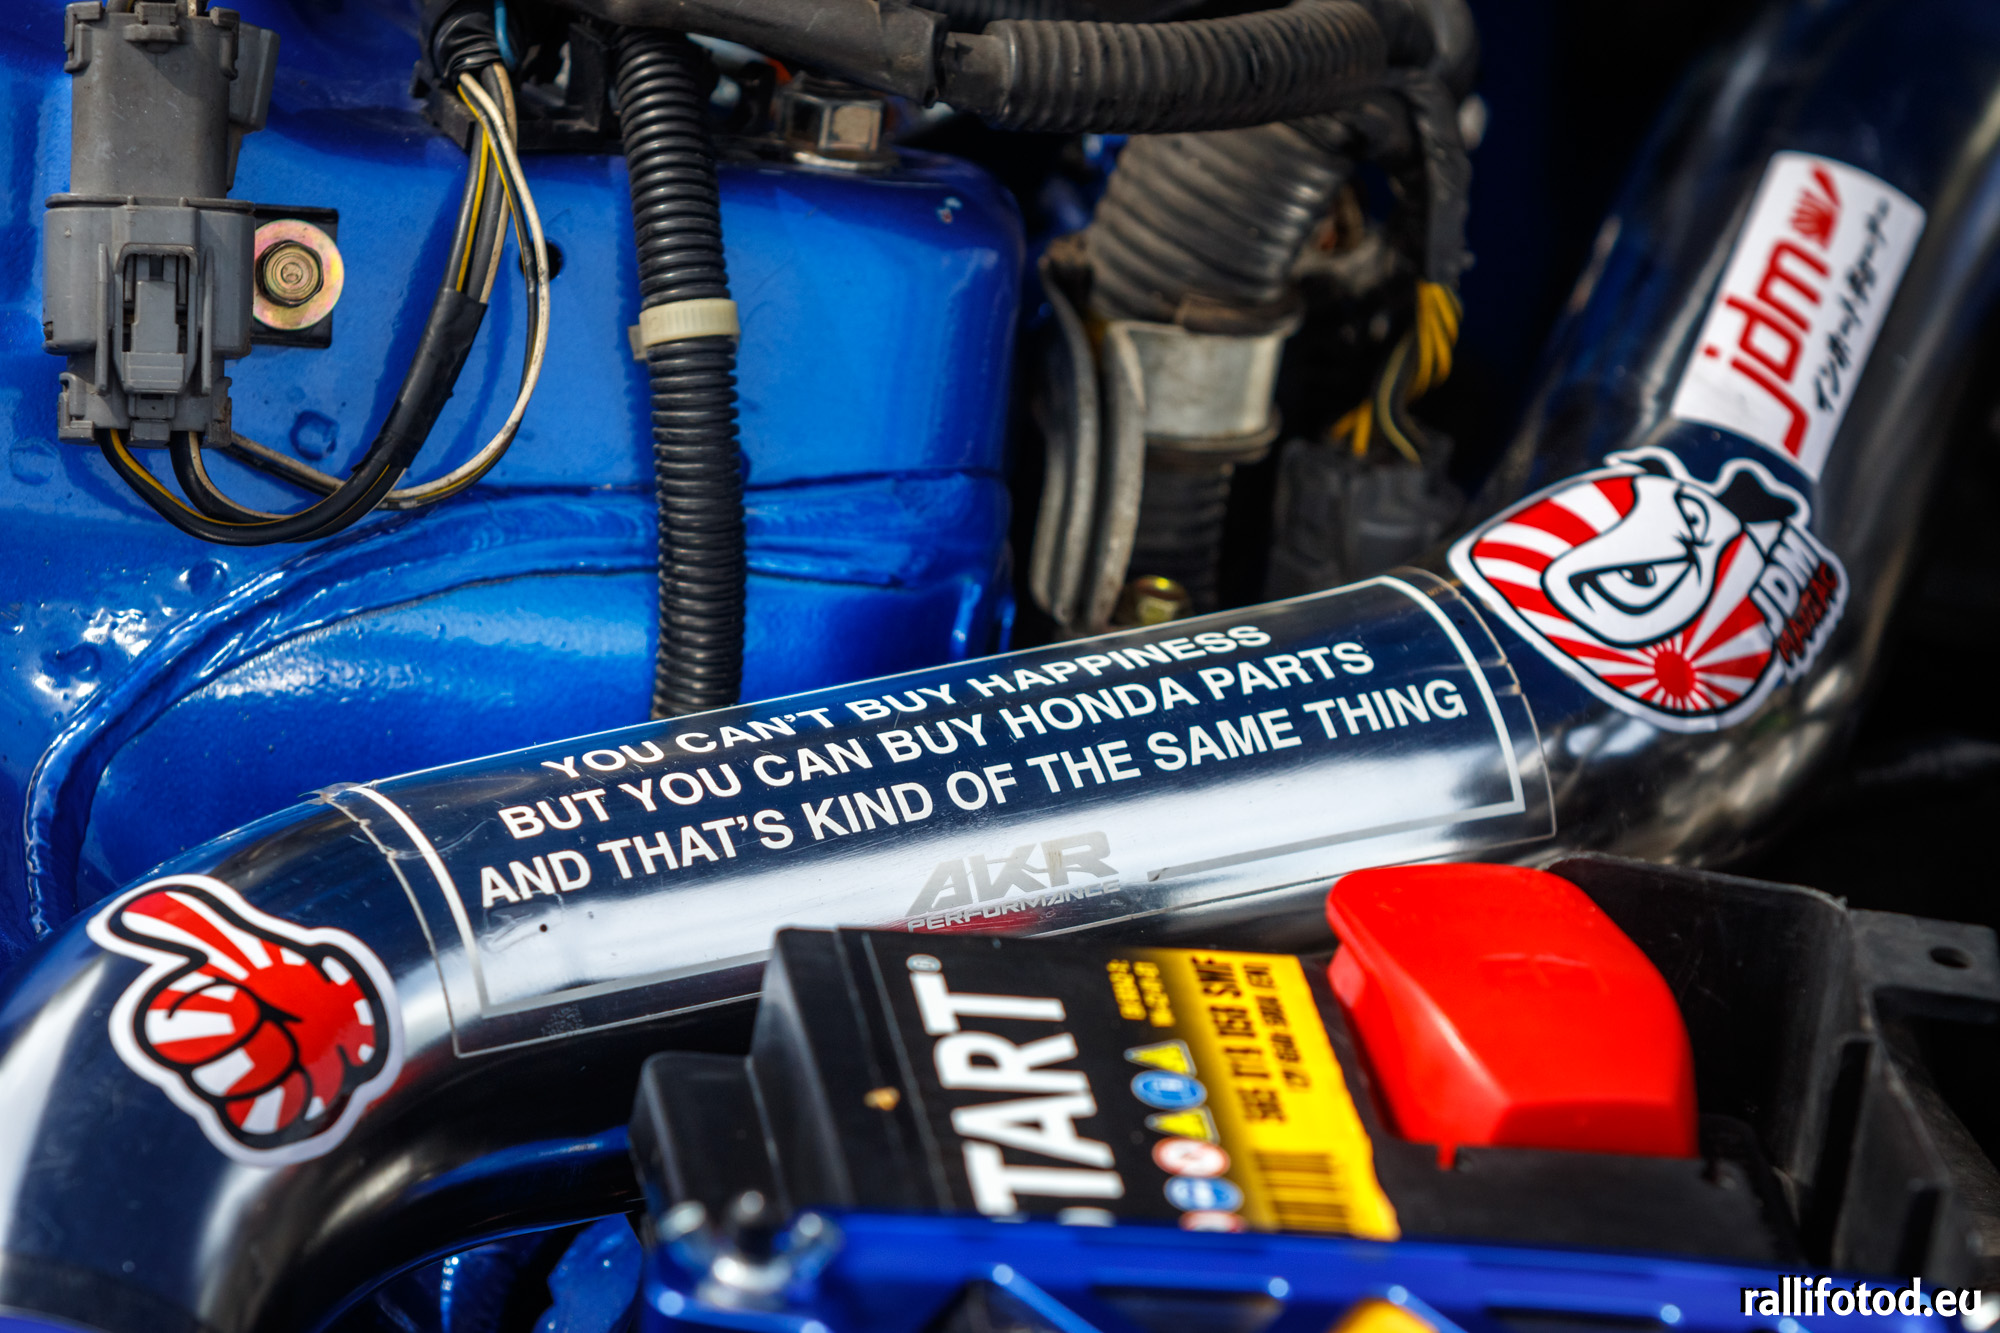 jdm
YOU CAN'T BUY HAPPINESS
BUT YOU CAN BUY HONDA PARTS
AND THAT'S KIND OF THE SAME THING
AKR
PERFORMANCE
JDM
TART
rallifotod.eu